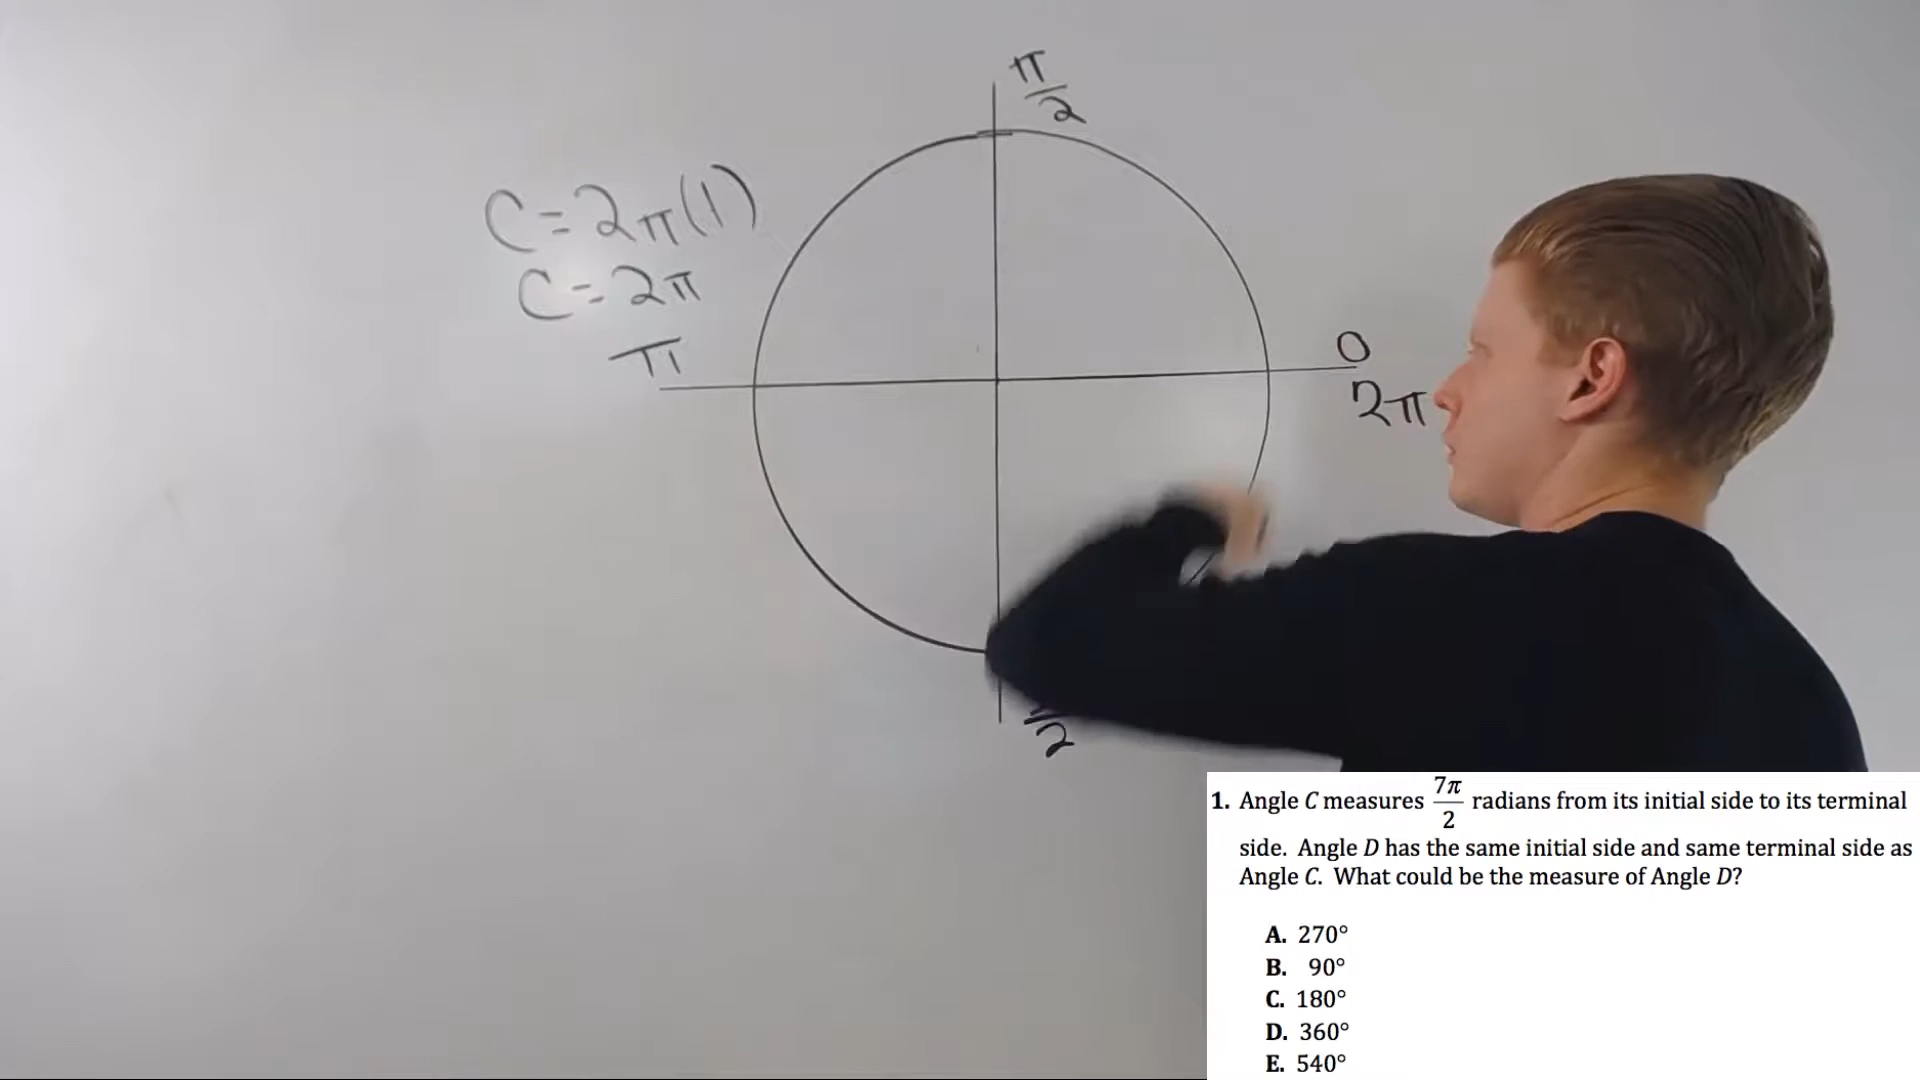 π/2
C=2π(1)
C=2π
π
0
2π
2
1. Angle C measures 7π/2 radians from its initial side to its terminal
side. Angle D has the same initial side and same terminal side as
Angle C. What could be the measure of Angle D?
A. 270°
B. 90°
C. 180°
D. 360°
E. 540°